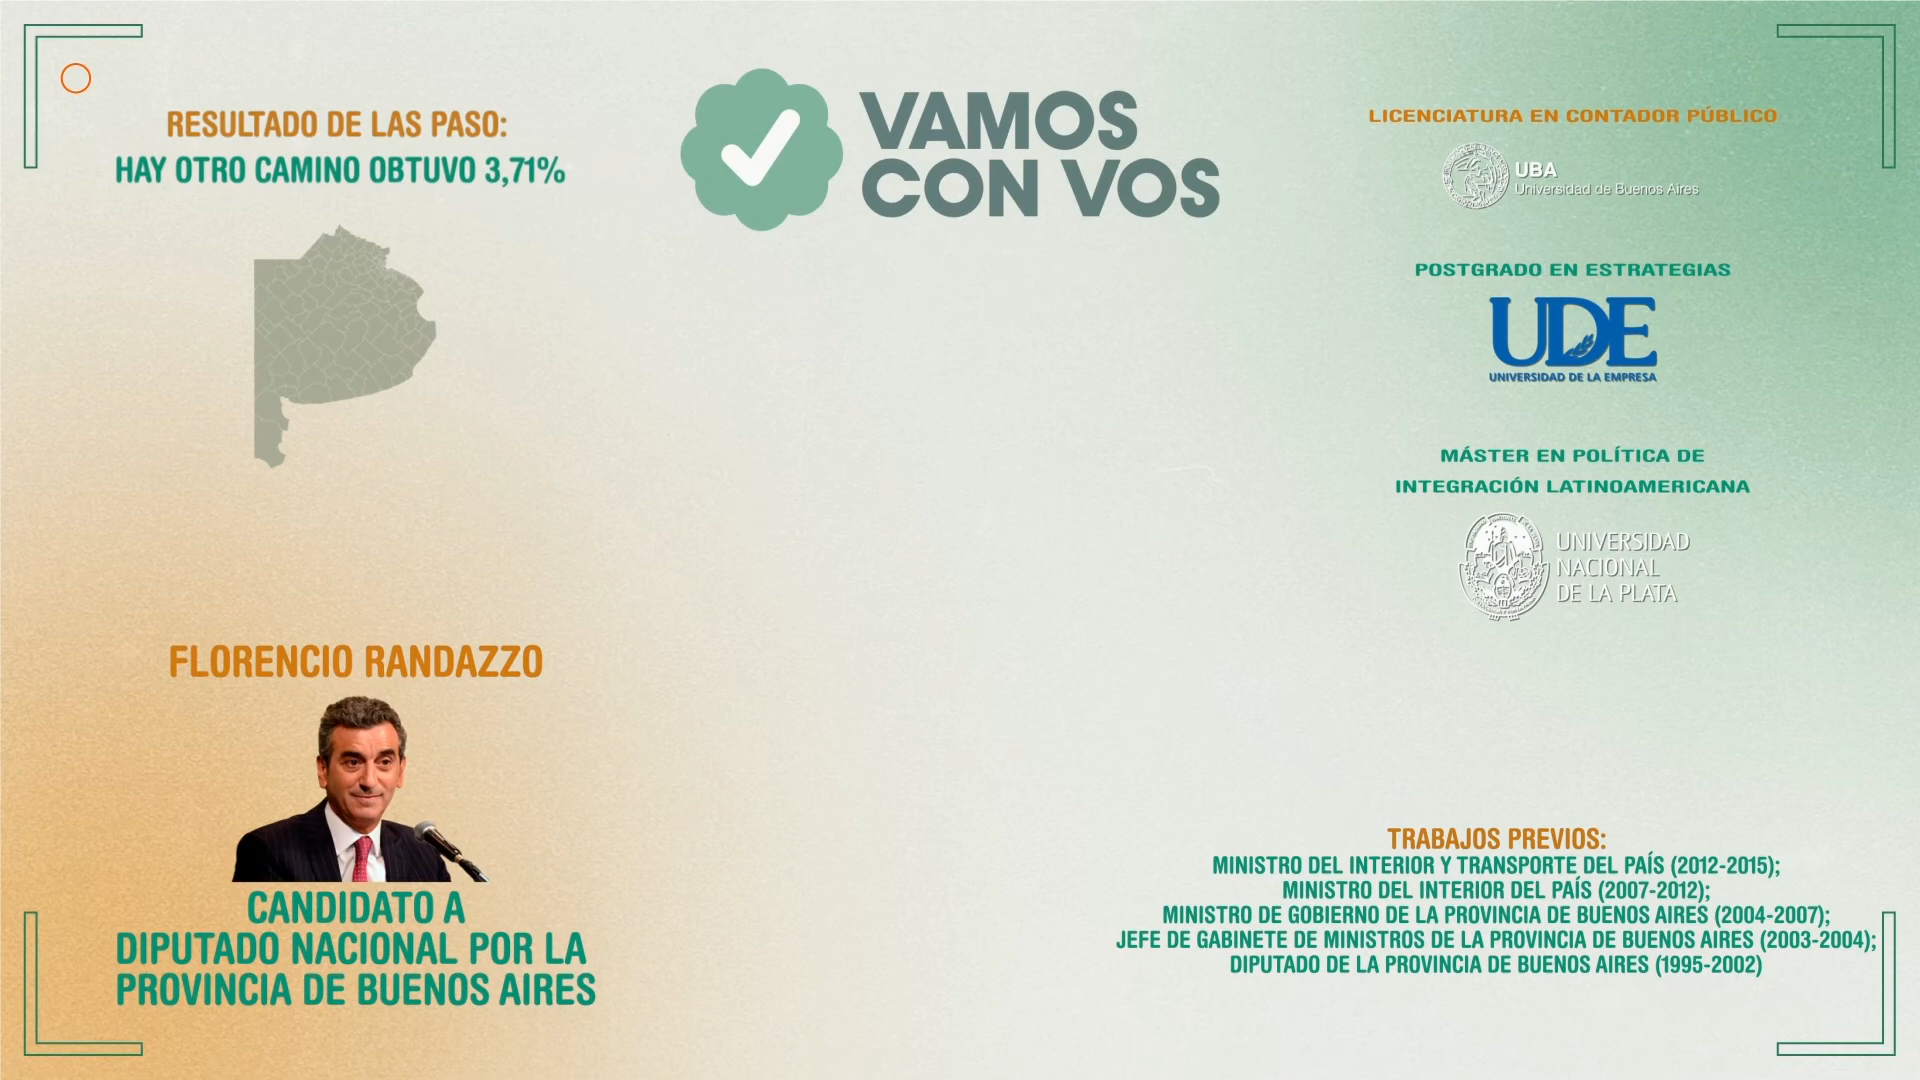 RESULTADO DE LAS PASO:
HAY OTRO CAMINO OBTUVO 3,71%
VAMOS
CON VOS
LICENCIATURA EN CONTADOR PÚBLICO
UBA
Universidad de Buenos Aires
POSTGRADO EN ESTRATEGIAS
UDE
UNIVERSIDAD DE LA EMPRESA
MÁSTER EN POLÍTICA DE
INTEGRACIÓN LATINOAMERICANA
UNIVERSIDAD
NACIONAL
DE LA PLATA
FLORENCIO RANDAZZO
CANDIDATO A
DIPUTADO NACIONAL POR LA
PROVINCIA DE BUENOS AIRES
TRABAJOS PREVIOS:
MINISTRO DEL INTERIOR Y TRANSPORTE DEL PAÍS (2012-2015);
MINISTRO DEL INTERIOR DEL PAÍS (2007-2012);
MINISTRO DE GOBIERNO DE LA PROVINCIA DE BUENOS AIRES (2004-2007);
JEFE DE GABINETE DE MINISTROS DE LA PROVINCIA DE BUENOS AIRES (2003-2004);
DIPUTADO DE LA PROVINCIA DE BUENOS AIRES (1995-2002)